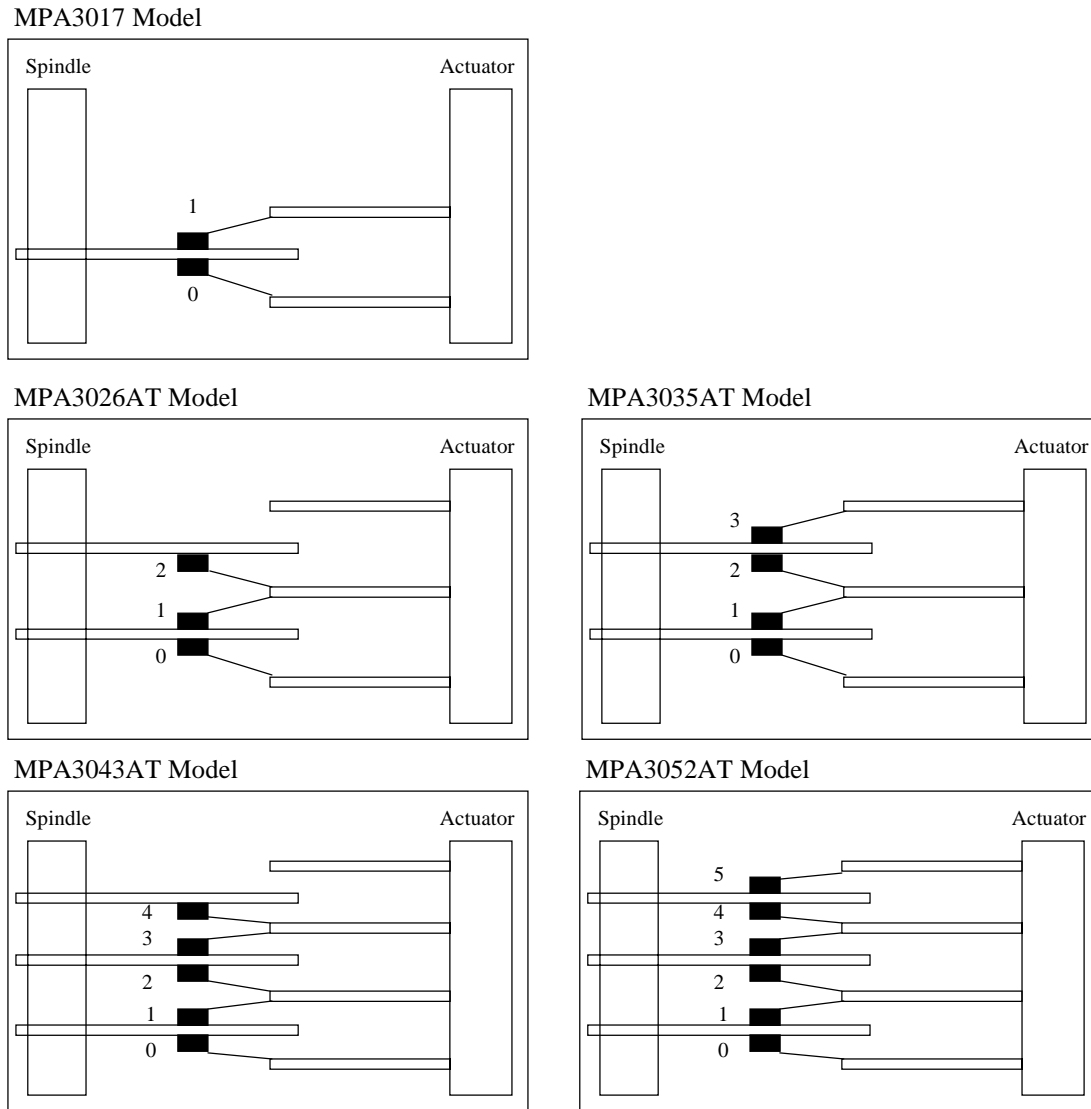 MPA3017 Model
Spindle Actuator
1
0
MPA3026AT Model
Spindle Actuator
2
1
0
MPA3035AT Model
Spindle Actuator
3
2
1
0
MPA3043AT Model
Spindle Actuator
4
3
2
1
0
MPA3052AT Model
Spindle Actuator
5
4
3
2
1
0